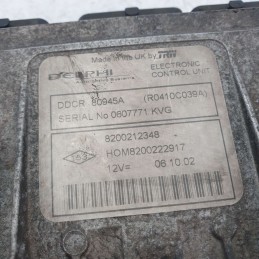 Made in the UK by TRW
DELPHI
ELECTRONIC
CONTROL UNIT
DDCR 80945A (R0410C039A)
SERIAL No 0607771 KVG
8200212348 -
HOM8200222917
12V= 06.10.02